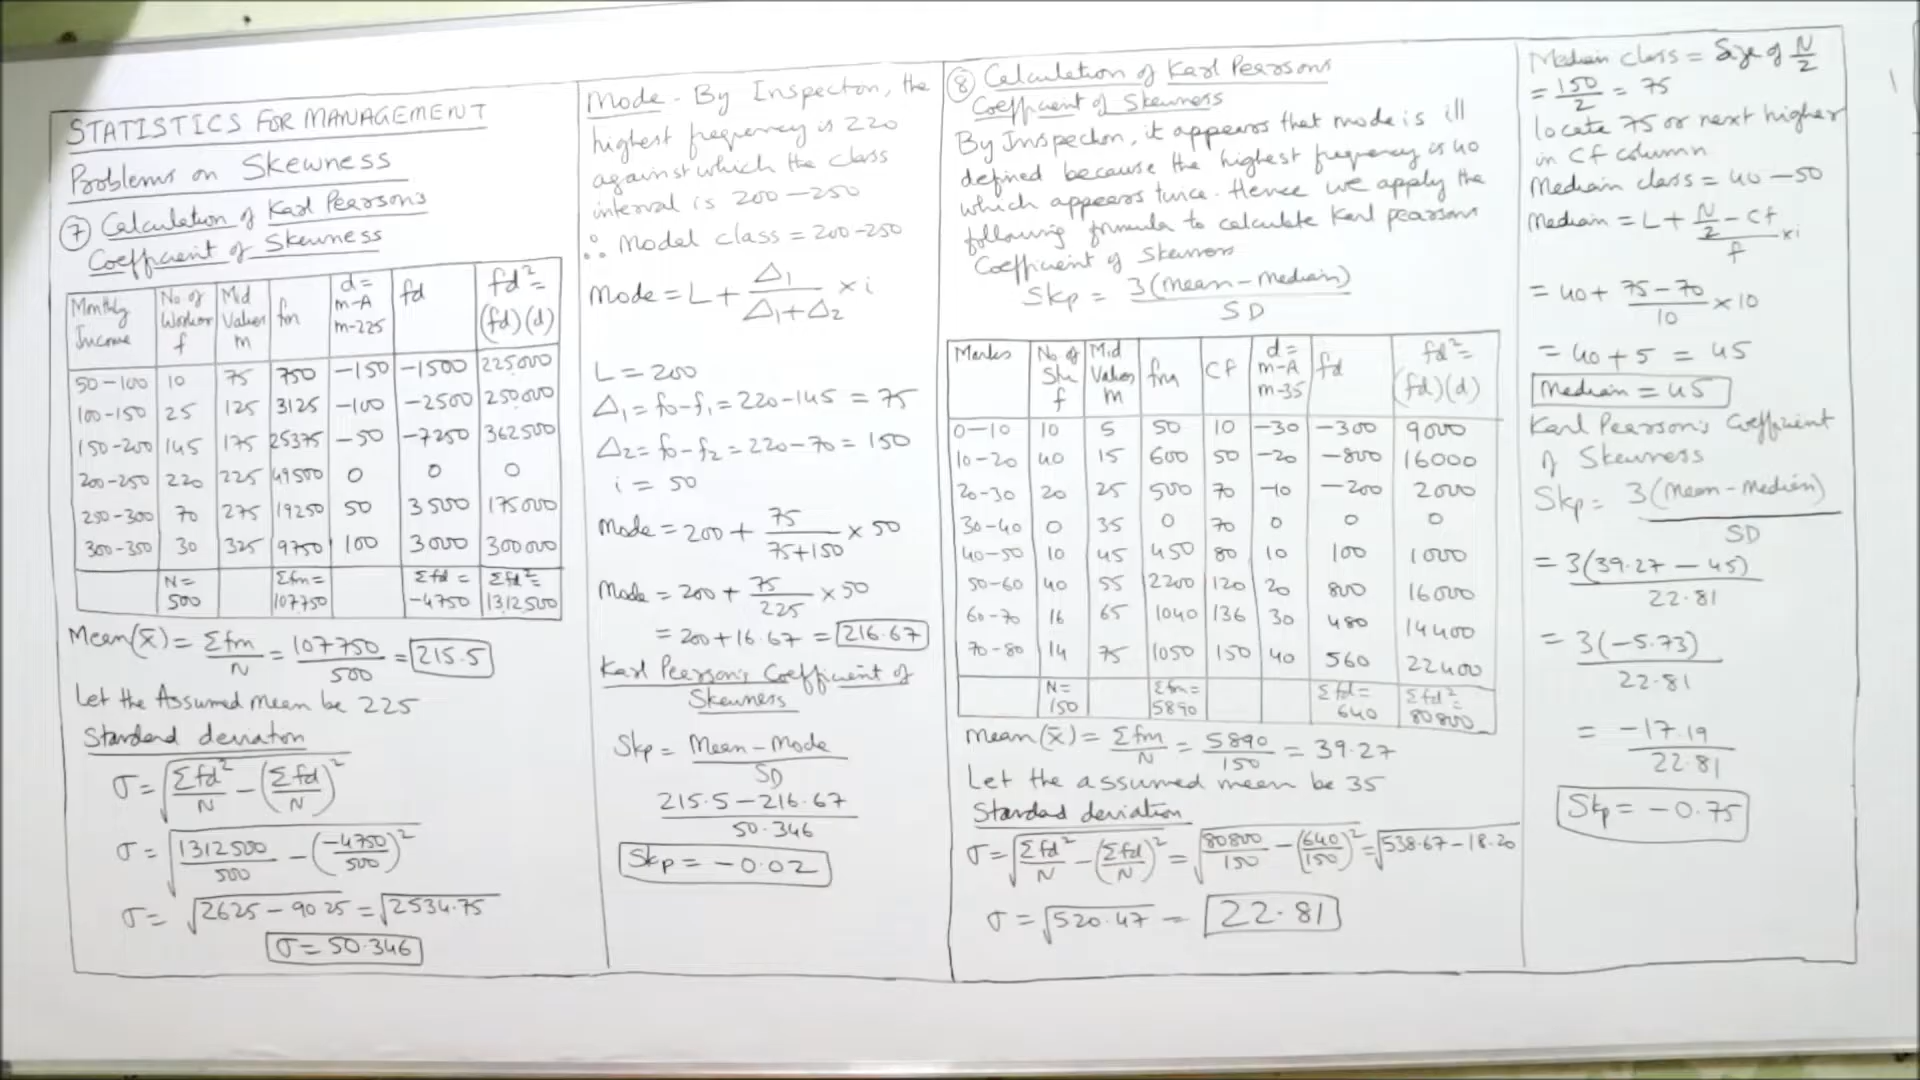 STATISTICS FOR MANAGEMENT
Problems on Skewness
⑦ Calculation of Karl Pearson's
Coefficient of Skewness
Monthly Income | No of Worker f | Mid Values m | fm | d = m-A m-225 | fd | fd² = (fd)(d)
50-100 | 10 | 75 | 750 | -150 | -1500 | 225000
100-150 | 25 | 125 | 3125 | -100 | -2500 | 250000
150-200 | 145 | 175 | 25375 | -50 | -7250 | 362500
200-250 | 220 | 225 | 49500 | 0 | 0 | 0
250-300 | 70 | 275 | 19250 | 50 | 3500 | 175000
300-350 | 30 | 325 | 9750 | 100 | 3000 | 300000
N = 500 | Σfm = 107750 | Σfd = -4750 | Σfd² = 1312500
Mean(x̄) = Σfm/N = 107750/500 = 215.5
Let the Assumed mean be 225
Standard deviation
σ = √(Σfd²/N - (Σfd/N)²)
σ = √(1312500/500 - (-4750/500)²)
σ = √(2625 - 90.25) = √2534.75
σ = 50.346
Mode - By Inspection, the
highest frequency is 220
against which the class
interval is 200-250
∴ Model class = 200-250
Mode = L + Δ₁/(Δ₁+Δ₂) × i
L = 200
Δ₁ = f0-f₁ = 220-145 = 75
Δ₂ = f0-f₂ = 220-70 = 150
i = 50
Mode = 200 + 75/(75+150) × 50
Mode = 200 + 75/225 × 50
= 200 + 16.67 = 216.67
Karl Pearson's Coefficient of
Skewness
Skp = (Mean - Mode)/SD
(215.5 - 216.67)/50.346
Skp = -0.02
⑧ Calculation of Karl Pearsons
Coefficient of Skewness
By Inspection, it appears that mode is ill
defined because the highest frequency is 40
which appears twice. Hence we apply the
following formula to calculate Karl pearsons
Coefficient of Skewness
Skp = 3(Mean - Median)/SD
Marks | No of Stu f | Mid Values m | fm | Cf | d = m-A m-35 | fd | fd² = (fd)(d)
0-10 | 10 | 5 | 50 | 10 | -30 | -300 | 9000
10-20 | 40 | 15 | 600 | 50 | -20 | -800 | 16000
20-30 | 20 | 25 | 500 | 70 | -10 | -200 | 2000
30-40 | 0 | 35 | 0 | 70 | 0 | 0 | 0
40-50 | 10 | 45 | 450 | 80 | 10 | 100 | 1000
50-60 | 40 | 55 | 2200 | 120 | 20 | 800 | 16000
60-70 | 16 | 65 | 1040 | 136 | 30 | 480 | 14400
70-80 | 14 | 75 | 1050 | 150 | 40 | 560 | 22400
N = 150 | Σfm = 5890 | Σfd = 640 | Σfd² = 80800
Mean(x̄) = Σfm/N = 5890/150 = 39.27
Let the assumed mean be 35
Standard deviation
σ = √(Σfd²/N - (Σfd/N)²) = √(80800/150 - (640/150)²) = √(538.67 - 18.20)
σ = √520.47 = 22.81
Median class = Size of N/2
= 150/2 = 75
locate 75 or next higher
in Cf column
Median class = 40-50
Median = L + (N/2 - Cf)/f × i
= 40 + (75-70)/10 × 10
= 40 + 5 = 45
Median = 45
Karl Pearson's Coefficient
of Skewness
Skp = 3(Mean - Median)/SD
= 3(39.27 - 45)/22.81
= 3(-5.73)/22.81
= -17.19/22.81
Skp = -0.75